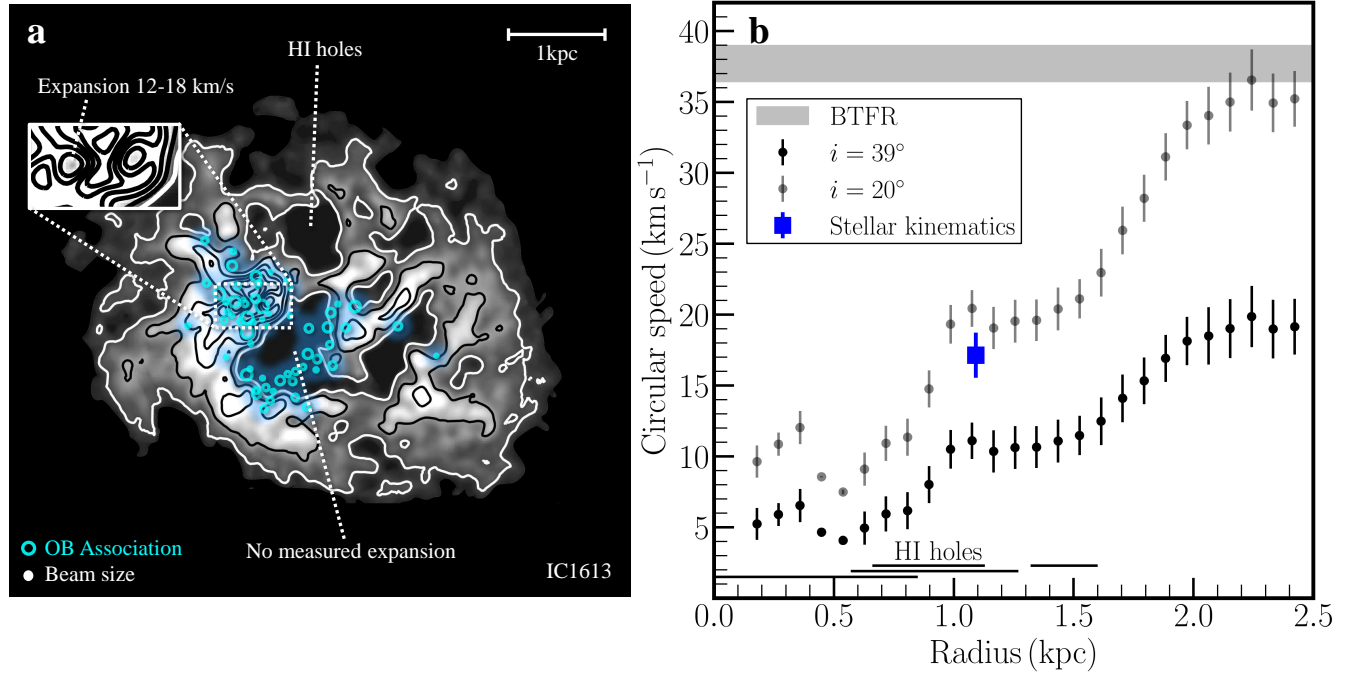 a
HI holes
1kpc
Expansion 12-18 km/s
OB Association
Beam size
No measured expansion
IC1613
b
BTFR
i = 39°
i = 20°
Stellar kinematics
HI holes
Circular speed (km s⁻¹)
40
35
30
25
20
15
10
5
0.0 0.5 1.0 1.5 2.0 2.5
Radius (kpc)